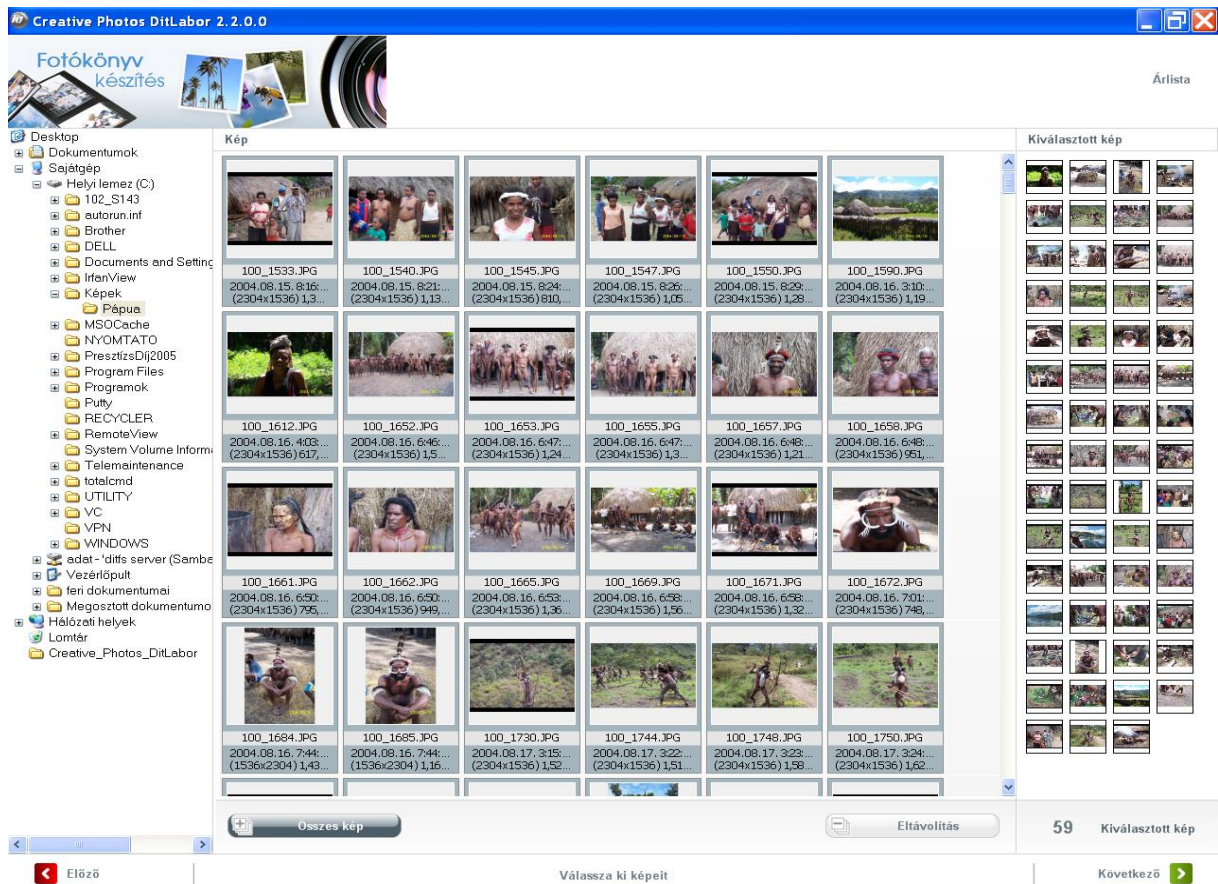 Creative Photos DitLabor 2.2.0.0
Fotókönyv
készítés
Árlista
Desktop
Dokumentumok
Sajátgép
Helyi lemez (C:)
102_S143
autorun.inf
Brother
DELL
Documents and Setting
IrfanView
Képek
Pápua
MSOCache
NYOMTATO
PresztízsDíj2005
Program Files
Programok
Putty
RECYCLER
RemoteView
System Volume Informa
Telemaintenance
totalcmd
UTILITY
VC
VPN
WINDOWS
adat - 'ditfs server (Samba
Vezérlőpult
feri dokumentumai
Megosztott dokumentumo
Hálózati helyek
Lomtár
Creative_Photos_DitLabor
Kép
100_1533.JPG 100_1540.JPG 100_1545.JPG 100_1547.JPG 100_1550.JPG 100_1590.JPG
2004.08.15. 8:16:... 2004.08.15. 8:21:... 2004.08.15. 8:24:... 2004.08.15. 8:26:... 2004.08.15. 8:29:... 2004.08.16. 3:10:...
(2304x1536) 1,3... (2304x1536) 1,13... (2304x1536) 810,... (2304x1536) 1,05... (2304x1536) 1,28... (2304x1536) 1,19...
100_1612.JPG 100_1652.JPG 100_1653.JPG 100_1655.JPG 100_1657.JPG 100_1658.JPG
2004.08.16. 4:03:... 2004.08.16. 6:46:... 2004.08.16. 6:47:... 2004.08.16. 6:47:... 2004.08.16. 6:48:... 2004.08.16. 6:48:...
(2304x1536) 617,... (2304x1536) 1,5... (2304x1536) 1,24... (2304x1536) 1,3... (2304x1536) 1,21... (2304x1536) 951,...
100_1661.JPG 100_1662.JPG 100_1665.JPG 100_1669.JPG 100_1671.JPG 100_1672.JPG
2004.08.16. 6:50:... 2004.08.16. 6:50:... 2004.08.16. 6:53:... 2004.08.16. 6:58:... 2004.08.16. 6:58:... 2004.08.16. 7:01:...
(2304x1536) 795,... (2304x1536) 949,... (2304x1536) 1,36... (2304x1536) 1,56... (2304x1536) 1,32... (2304x1536) 748,...
100_1684.JPG 100_1685.JPG 100_1730.JPG 100_1744.JPG 100_1748.JPG 100_1750.JPG
2004.08.16. 7:44:... 2004.08.16. 7:44:... 2004.08.17. 3:15:... 2004.08.17. 3:22:... 2004.08.17. 3:23:... 2004.08.17. 3:24:...
(1536x2304) 1,43... (1536x2304) 1,16... (2304x1536) 1,52... (2304x1536) 1,51... (2304x1536) 1,58... (2304x1536) 1,62...
Kiválasztott kép
Összes kép
Eltávolítás
59 Kiválasztott kép
Előző
Válassza ki képeit
Következő